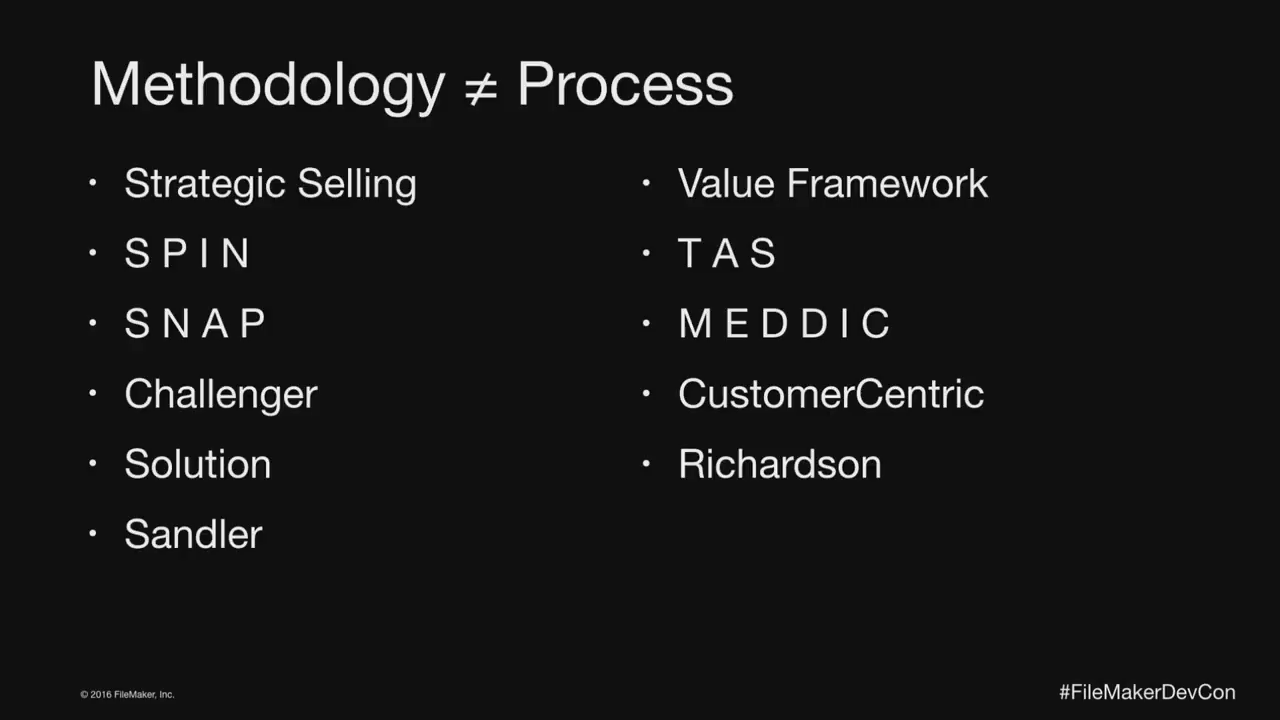 Methodology ≠ Process
• Strategic Selling
• S P I N
• S N A P
• Challenger
• Solution
• Sandler
• Value Framework
• T A S
• M E D D I C
• CustomerCentric
• Richardson
© 2016 FileMaker, Inc.
#FileMakerDevCon